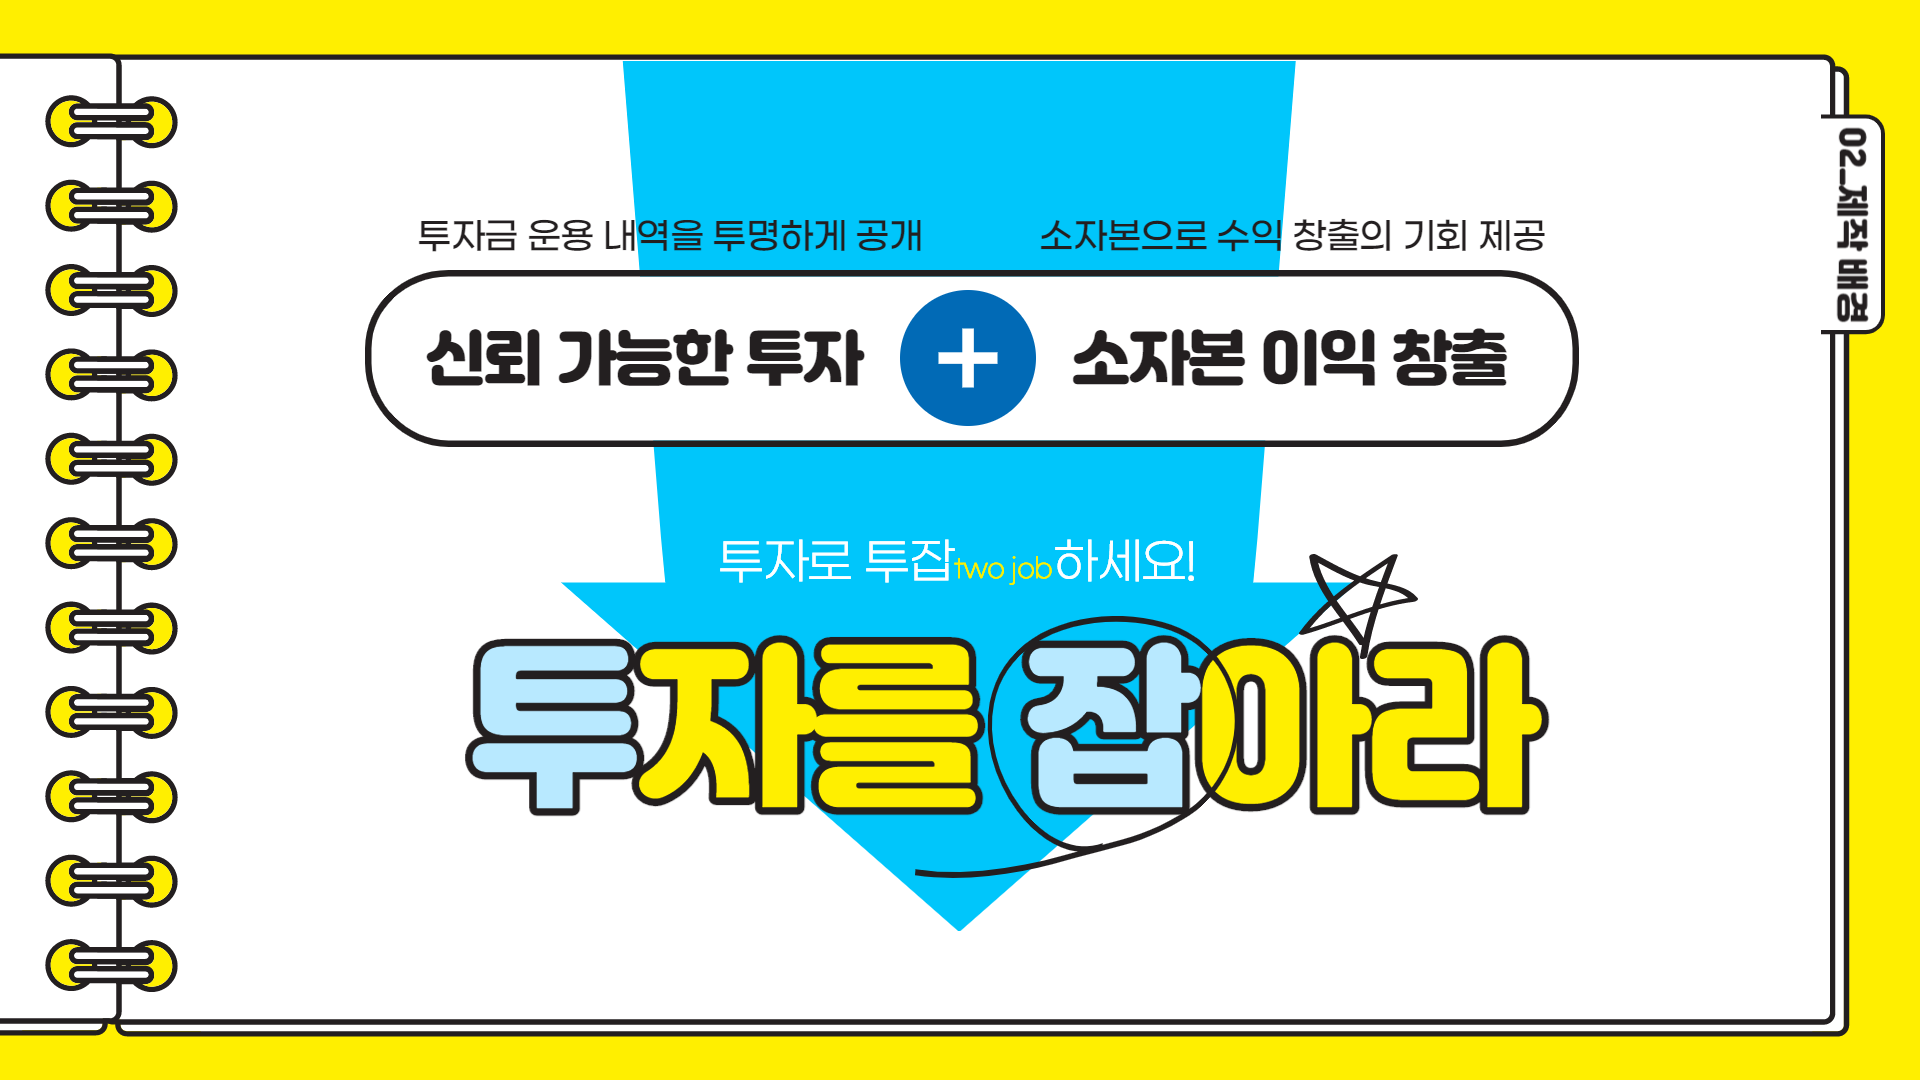 02_제작 배경
투자금 운용 내역을 투명하게 공개
소자본으로 수익 창출의 기회 제공
신뢰 가능한 투자
+
소자본 이익 창출
투자로 투잡two job하세요!
투자를 잡아라